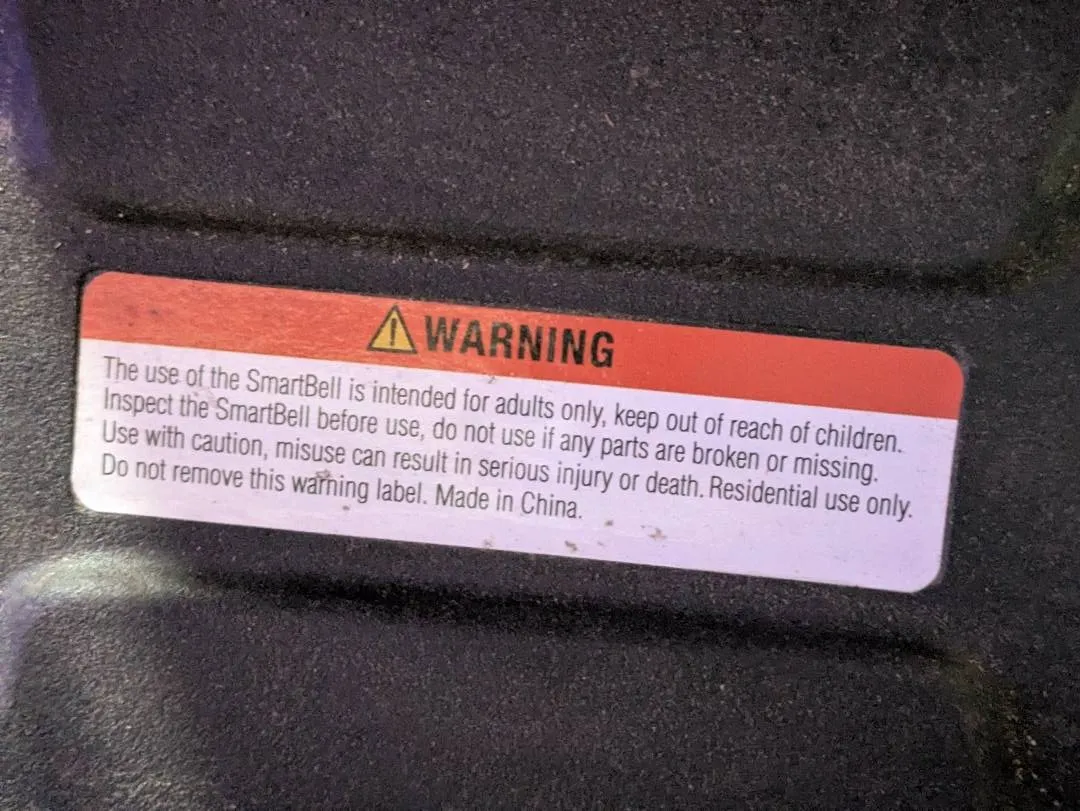 WARNING
The use of the SmartBell is intended for adults only, keep out of reach of children.
Inspect the SmartBell before use, do not use if any parts are broken or missing.
Use with caution, misuse can result in serious injury or death. Residential use only.
Do not remove this warning label. Made in China.